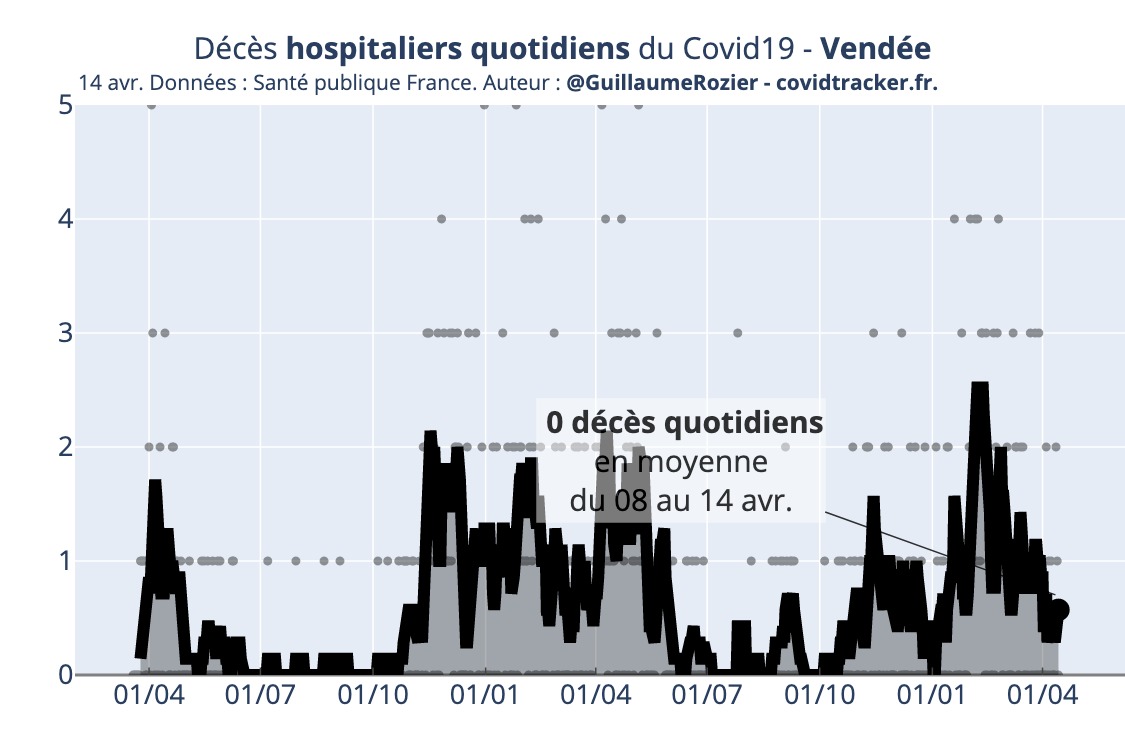 Décès hospitaliers quotidiens du Covid19 - Vendée
14 avr. Données : Santé publique France. Auteur : @GuillaumeRozier - covidtracker.fr.
5
4
3
2
1
0
0 décès quotidiens
en moyenne
du 08 au 14 avr.
01/04 01/07 01/10 01/01 01/04 01/07 01/10 01/01 01/04